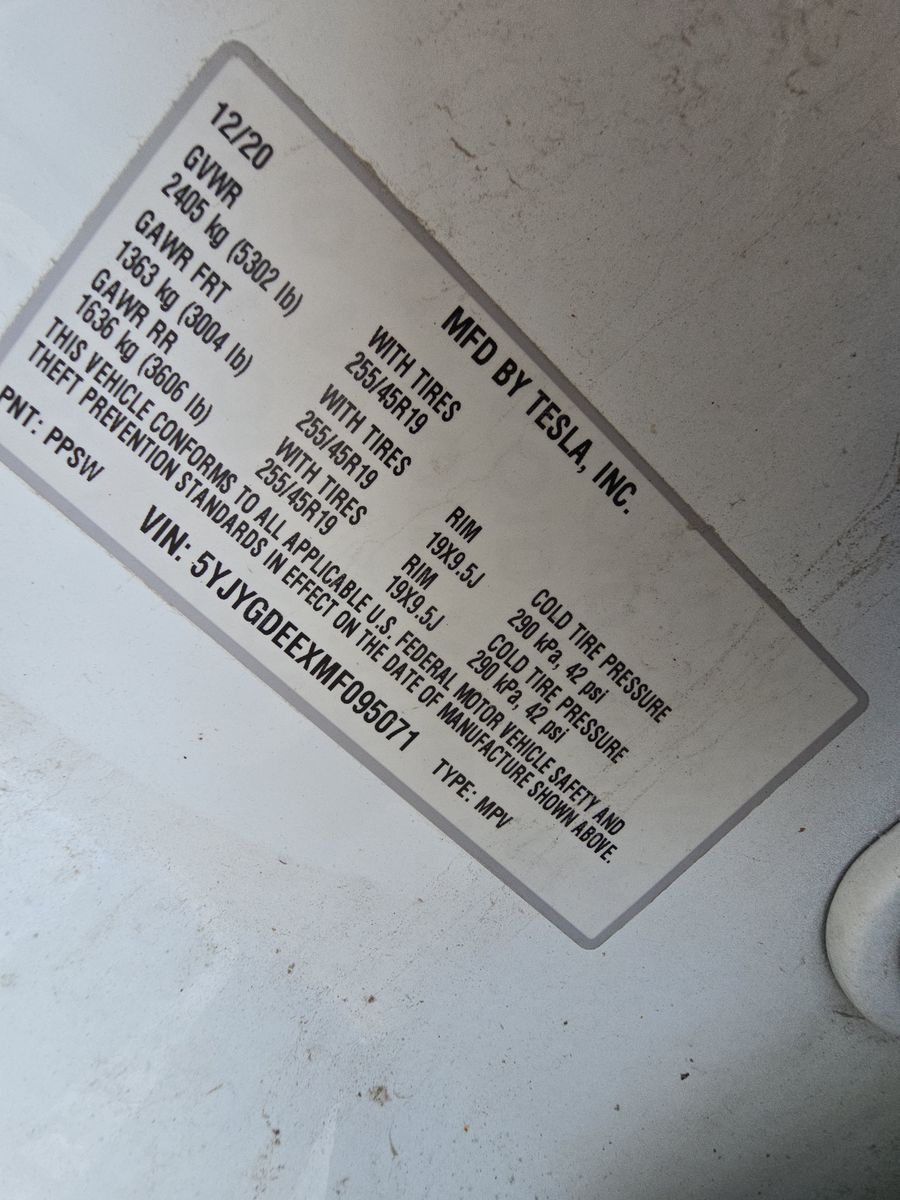 MFD BY TESLA, INC.
12/20
GVWR
2405 kg (5302 lb)
GAWR FRT WITH TIRES RIM COLD TIRE PRESSURE
1363 kg (3004 lb) 255/45R19 19X9.5J 290 kPa, 42 psi
GAWR RR WITH TIRES RIM COLD TIRE PRESSURE
1636 kg (3606 lb) 255/45R19 19X9.5J 290 kPa, 42 psi
WITH TIRES
255/45R19
THIS VEHICLE CONFORMS TO ALL APPLICABLE U.S. FEDERAL MOTOR VEHICLE SAFETY AND
THEFT PREVENTION STANDARDS IN EFFECT ON THE DATE OF MANUFACTURE SHOWN ABOVE.
PNT: PPSW VIN: 5YJYGDEEXMF095071 TYPE: MPV